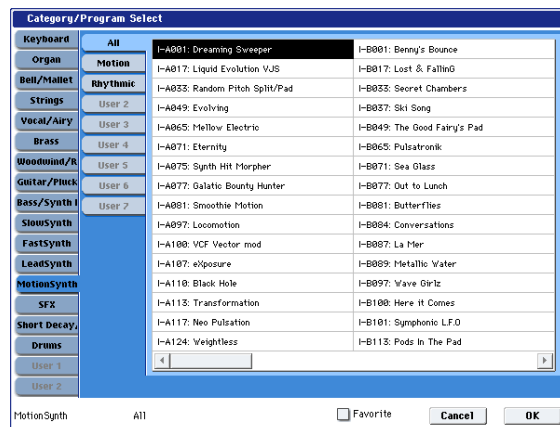 Category/Program Select
Keyboard
Organ
Bell/Mallet
Strings
Vocal/Airy
Brass
Woodwind/R
Guitar/Pluck
Bass/Synth
SlowSynth
FastSynth
LeadSynth
MotionSynth
SFX
Short Decay,
Drums
User 1
User 2
All
Motion
Rhythmic
User 2
User 3
User 4
User 5
User 6
User 7
I-A001: Dreaming Sweeper
I-A017: Liquid Evolution VJS
I-A033: Random Pitch Split/Pad
I-A049: Evolving
I-A065: Mellow Electric
I-A071: Eternity
I-A075: Synth Hit Morpher
I-A077: Galatic Bounty Hunter
I-A081: Smoothie Motion
I-A097: Locomotion
I-A100: VCF Vector mod
I-A107: eXposure
I-A110: Black Hole
I-A113: Transformation
I-A117: Neo Pulsation
I-A124: Weightless
I-B001: Benny's Bounce
I-B017: Lost & FallinG
I-B033: Secret Chambers
I-B037: Ski Song
I-B049: The Good Fairy's Pad
I-B065: Pulsatronik
I-B071: Sea Glass
I-B077: Out to Lunch
I-B081: Butterflies
I-B084: Conversations
I-B087: La Mer
I-B089: Metallic Water
I-B097: Wave Girlz
I-B100: Here it Comes
I-B101: Symphonic L.F.O
I-B113: Pods In The Pad
MotionSynth All Favorite Cancel OK